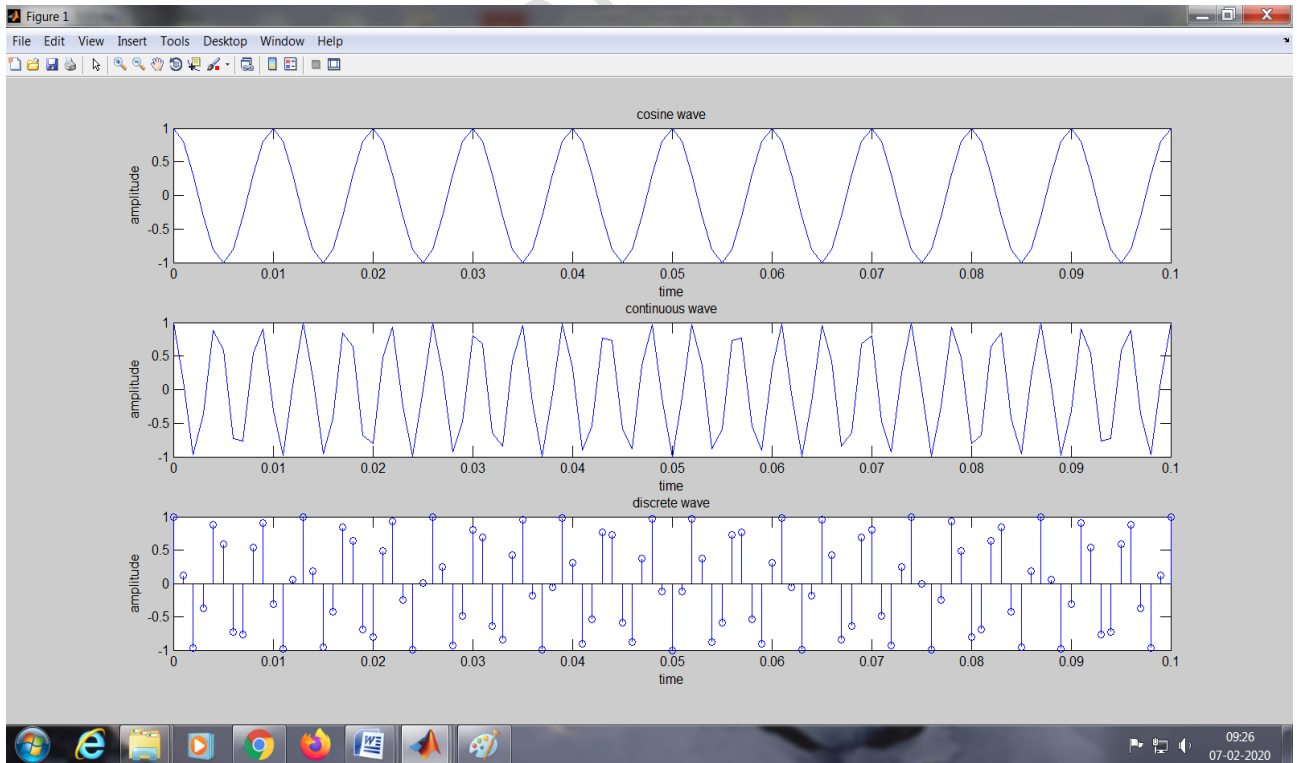 Figure 1
File Edit View Insert Tools Desktop Window Help
cosine wave
1
0.5
0
-0.5
-1
amplitude
0 0.01 0.02 0.03 0.04 0.05 0.06 0.07 0.08 0.09 0.1
time
continuous wave
1
0.5
0
-0.5
-1
amplitude
0 0.01 0.02 0.03 0.04 0.05 0.06 0.07 0.08 0.09 0.1
time
discrete wave
1
0.5
0
-0.5
-1
amplitude
0 0.01 0.02 0.03 0.04 0.05 0.06 0.07 0.08 0.09 0.1
time
09:26
07-02-2020